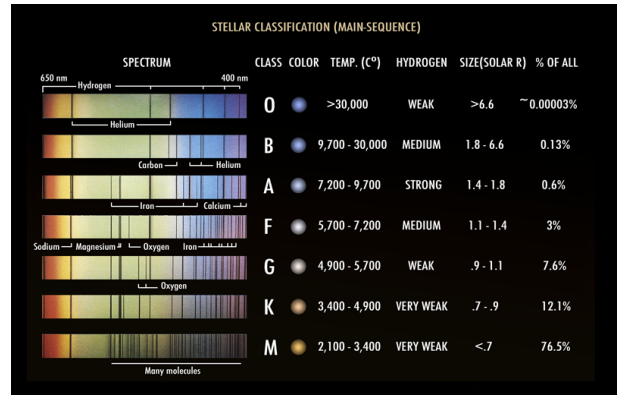 STELLAR CLASSIFICATION (MAIN-SEQUENCE)
SPECTRUM CLASS COLOR TEMP. (C°) HYDROGEN SIZE(SOLAR R) % OF ALL
650 nm 400 nm
Hydrogen
O >30,000 WEAK >6.6 ~0.00003%
Helium
B 9,700 - 30,000 MEDIUM 1.8 - 6.6 0.13%
Carbon Helium
A 7,200 - 9,700 STRONG 1.4 - 1.8 0.6%
Iron Calcium
F 5,700 - 7,200 MEDIUM 1.1 - 1.4 3%
Sodium Magnesium Oxygen Iron
G 4,900 - 5,700 WEAK .9 - 1.1 7.6%
Oxygen
K 3,400 - 4,900 VERY WEAK .7 - .9 12.1%
M 2,100 - 3,400 VERY WEAK <.7 76.5%
Many molecules